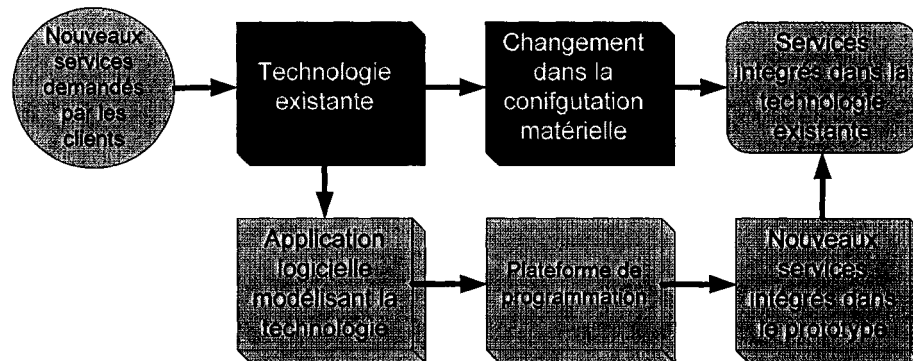 Nouveaux
services
demandés
par les
clients
Technologie
existante
Changement
dans la
conifgutation
matérielle
Services
intégrés dans la
technologie
existante
Application
logicielle
modélisant la
technologie
Plateforme de
programmation
Nouveaux
services
intégrés dans
le prototype